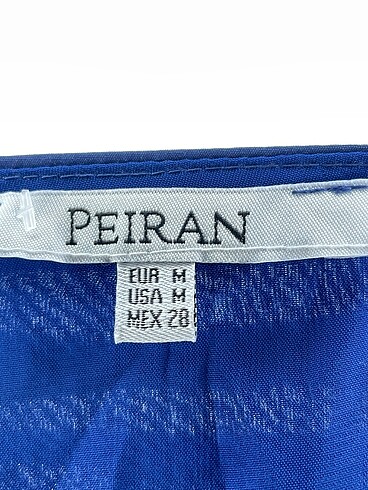 PEIRAN
EUR M
USA M
MEX 28